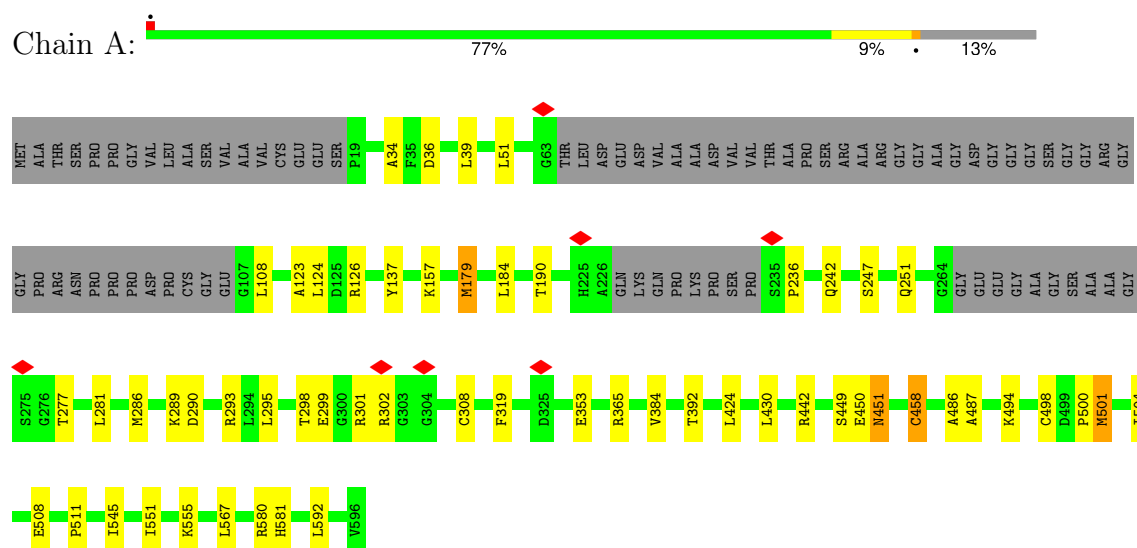 Chain A:
77% 9% • 13%
MET ALA THR SER PRO PRO GLY VAL LEU ALA SER VAL ALA VAL CYS GLU GLU SER P19 A34 F35 D36 L39 L51 G63 THR LEU ASP GLU ASP VAL ALA ALA ASP VAL VAL THR ALA PRO SER ARG ALA ARG GLY GLY ALA GLY ASP GLY GLY GLY SER GLY GLY ARG GLY
GLY PRO ARG ASN PRO PRO PRO ASP PRO CYS GLY GLU G107 L108 A123 L124 D125 R126 Y137 K157 M179 L184 T190 H225 A226 GLN LYS GLN PRO LYS PRO SER PRO S235 P236 Q242 S247 Q251 G264 GLY GLU GLU GLY ALA GLY SER ALA ALA GLY
S275 G276 T277 L281 M286 K289 D290 R293 L294 L295 T298 E299 G300 R301 R302 G303 G304 C308 F319 D325 E353 R365 V384 T392 L424 L430 R442 S449 E450 N451 C458 A486 A487 K494 C498 D499 P500 M501
E508 P511 I545 I551 K555 L567 R580 H581 L592 V596